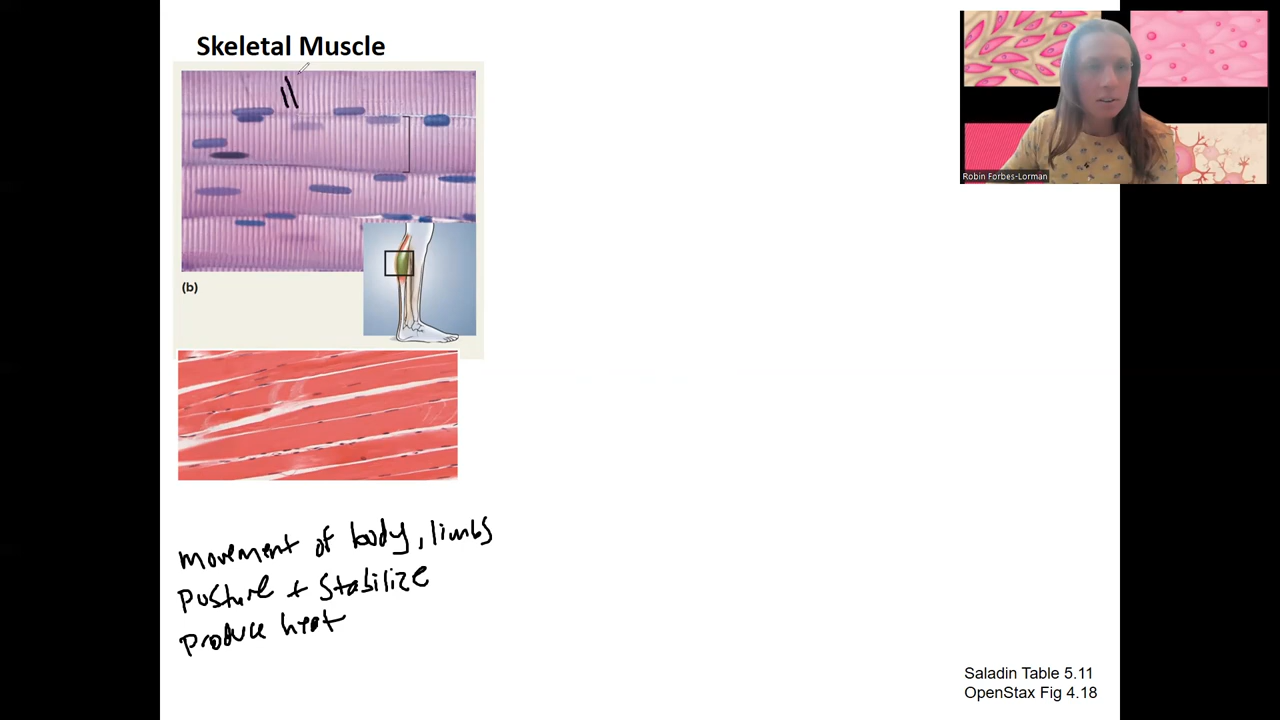 Skeletal Muscle
Robin Forbes-Lorman
(b)
movement of body, limbs
Posture + Stabilize
produce heat
Saladin Table 5.11
OpenStax Fig 4.18